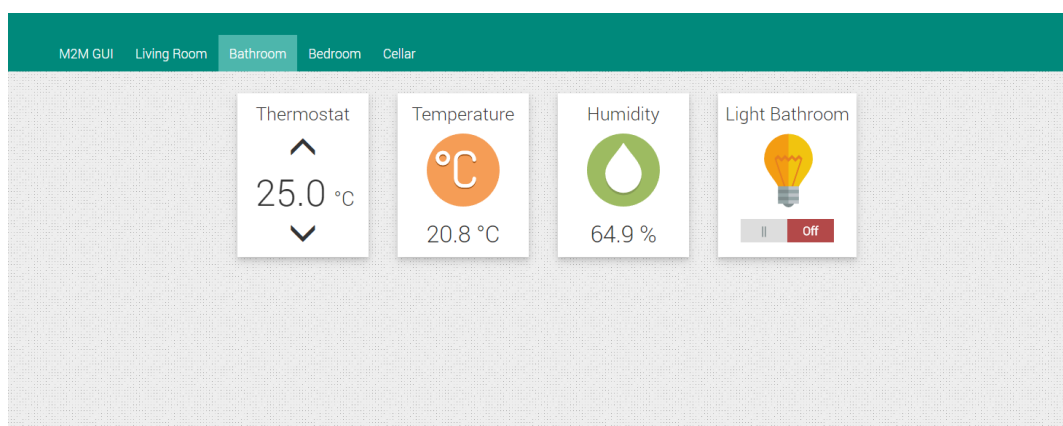 M2M GUI Living Room Bathroom Bedroom Cellar
Thermostat Temperature Humidity Light Bathroom
°C
25.0 °C
20.8 °C 64.9 % Off